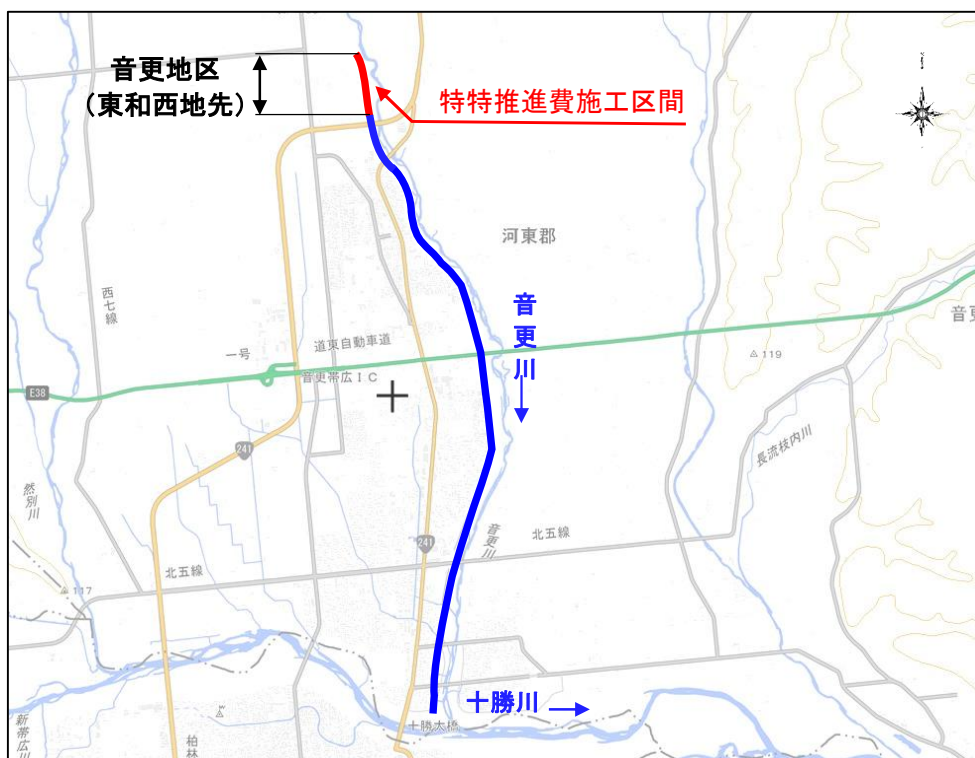 音更地区
(東和西地先)
特特推進費施工区間
河東郡
音更川
西七線
一号
道東自動車道
音更帯広IC
E38
119
音更
241
長流枝内川
然別川
音更川
北五線
241
北五線
117
十勝川
十勝大橋
新帯広川
柏林